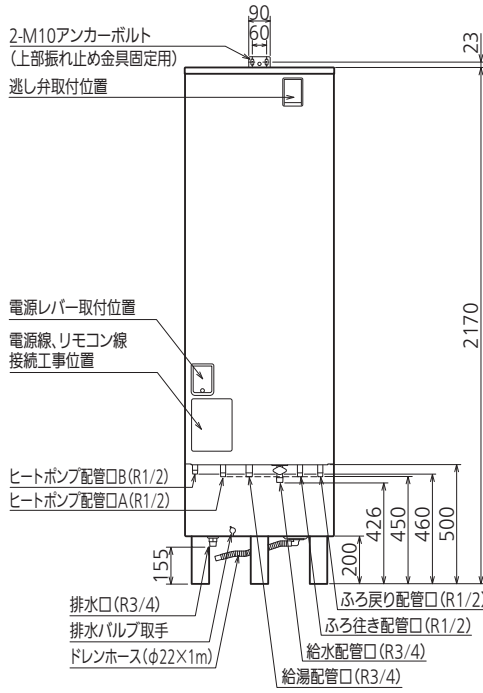 90
60
23
2-M10アンカーボルト
(上部振れ止め金具固定用)
逃し弁取付位置
電源レバー取付位置
電源線、リモコン線
接続工事位置
2170
ヒートポンプ配管口B(R1/2)
ヒートポンプ配管口A(R1/2)
155
200
426
450
460
500
排水口(R3/4)
排水バルブ取手
ドレンホース(φ22×1m)
ふろ戻り配管口(R1/2)
ふろ往き配管口(R1/2)
給水配管口(R3/4)
給湯配管口(R3/4)